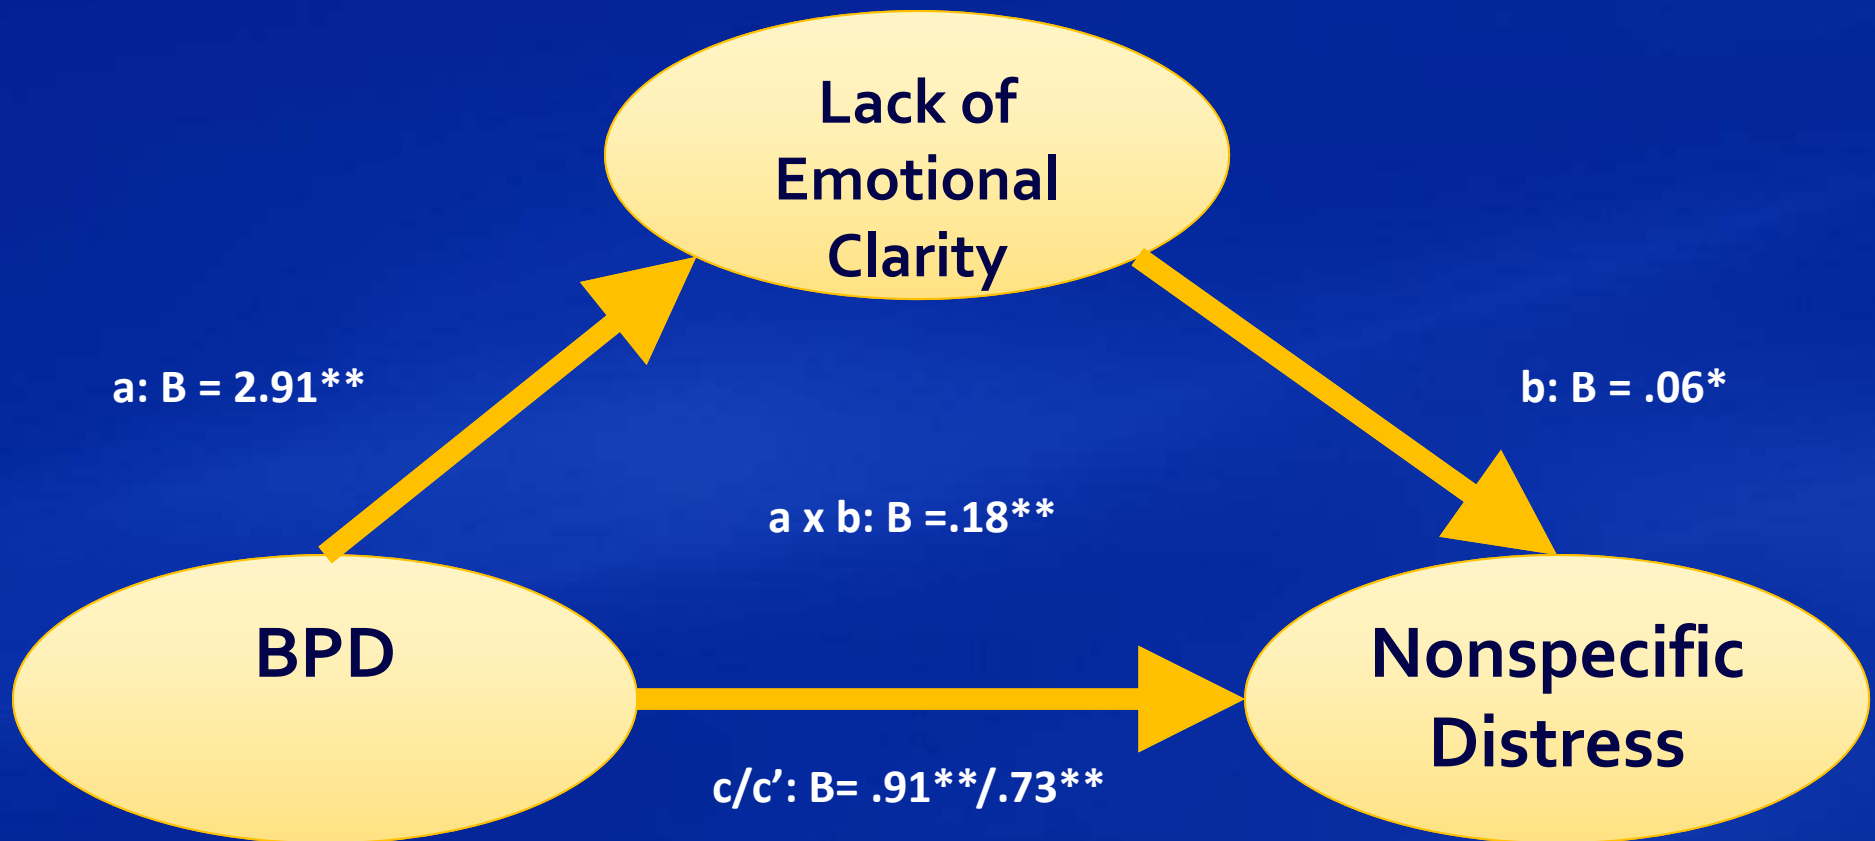 Lack of
Emotional
Clarity
a: B = 2.91**
b: B = .06*
a x b: B =.18**
BPD
Nonspecific
Distress
c/c’: B= .91**/.73**